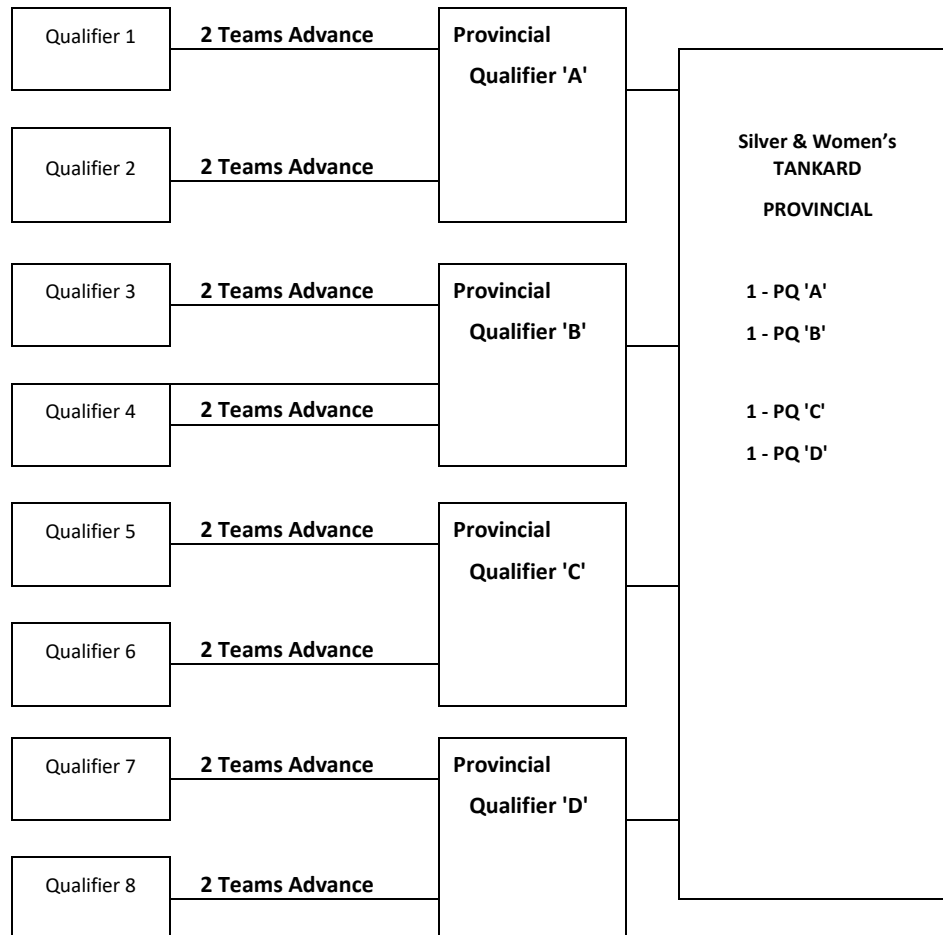 Qualifier 1
2 Teams Advance
Provincial
Qualifier 'A'
Qualifier 2
2 Teams Advance
Qualifier 3
2 Teams Advance
Provincial
Qualifier 'B'
Qualifier 4
2 Teams Advance
Qualifier 5
2 Teams Advance
Provincial
Qualifier 'C'
Qualifier 6
2 Teams Advance
Qualifier 7
2 Teams Advance
Provincial
Qualifier 'D'
Qualifier 8
2 Teams Advance
Silver & Women’s
TANKARD
PROVINCIAL
1 - PQ 'A'
1 - PQ 'B'
1 - PQ 'C'
1 - PQ 'D'